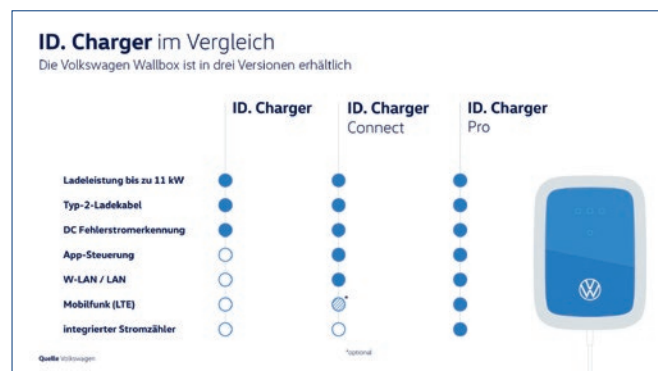 ID. Charger im Vergleich
Die Volkswagen Wallbox ist in drei Versionen erhältlich
ID. Charger
ID. Charger
Connect
ID. Charger
Pro
Ladeleistung bis zu 11 kW
Typ-2-Ladekabel
DC Fehlerstromerkennung
App-Steuerung
W-LAN / LAN
Mobilfunk (LTE)
*
integrierter Stromzähler
Quelle Volkswagen
*optional